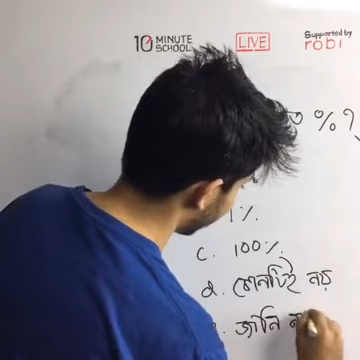 10 MINUTE SCHOOL
LIVE
Supported by
robi
ত %?
1%.
c. 100%.
d. কোনটিই নয়
জানি ন